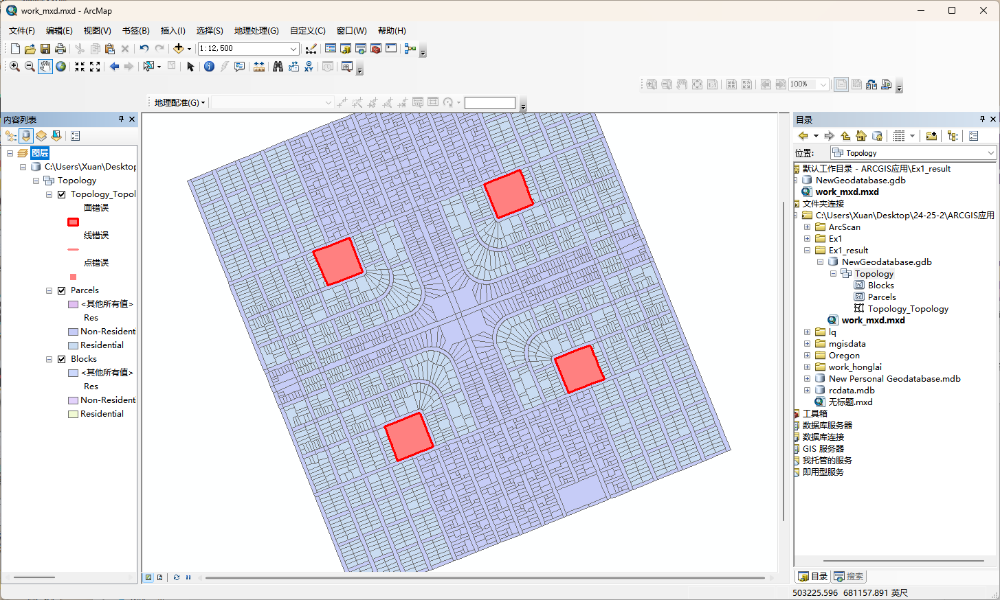 work_mxd.mxd - ArcMap
文件(F) 编辑(E) 视图(V) 书签(B) 插入(I) 选择(S) 地理处理(G) 自定义(C) 窗口(W) 帮助(H)
1:12,500
100%
地理配准(G)
内容列表
图层
C:\Users\Xuan\Desktop
Topology
Topology_Topol
面错误
线错误
点错误
Parcels
<其他所有值>
Res
Non-Resident
Residential
Blocks
<其他所有值>
Res
Non-Resident
Residential
目录
位置: Topology
默认工作目录 - ARCGIS应用\Ex1_result
NewGeodatabase.gdb
work_mxd.mxd
文件夹连接
C:\Users\Xuan\Desktop\24-25-2\ARCGIS应用
ArcScan
Ex1
Ex1_result
NewGeodatabase.gdb
Topology
Blocks
Parcels
Topology_Topology
work_mxd.mxd
lq
mgisdata
Oregon
work_honglai
New Personal Geodatabase.mdb
rcdata.mdb
无标题.mxd
工具箱
数据库服务器
数据库连接
GIS 服务器
我托管的服务
即用型服务
目录 搜索
503225.596 681157.891 英尺